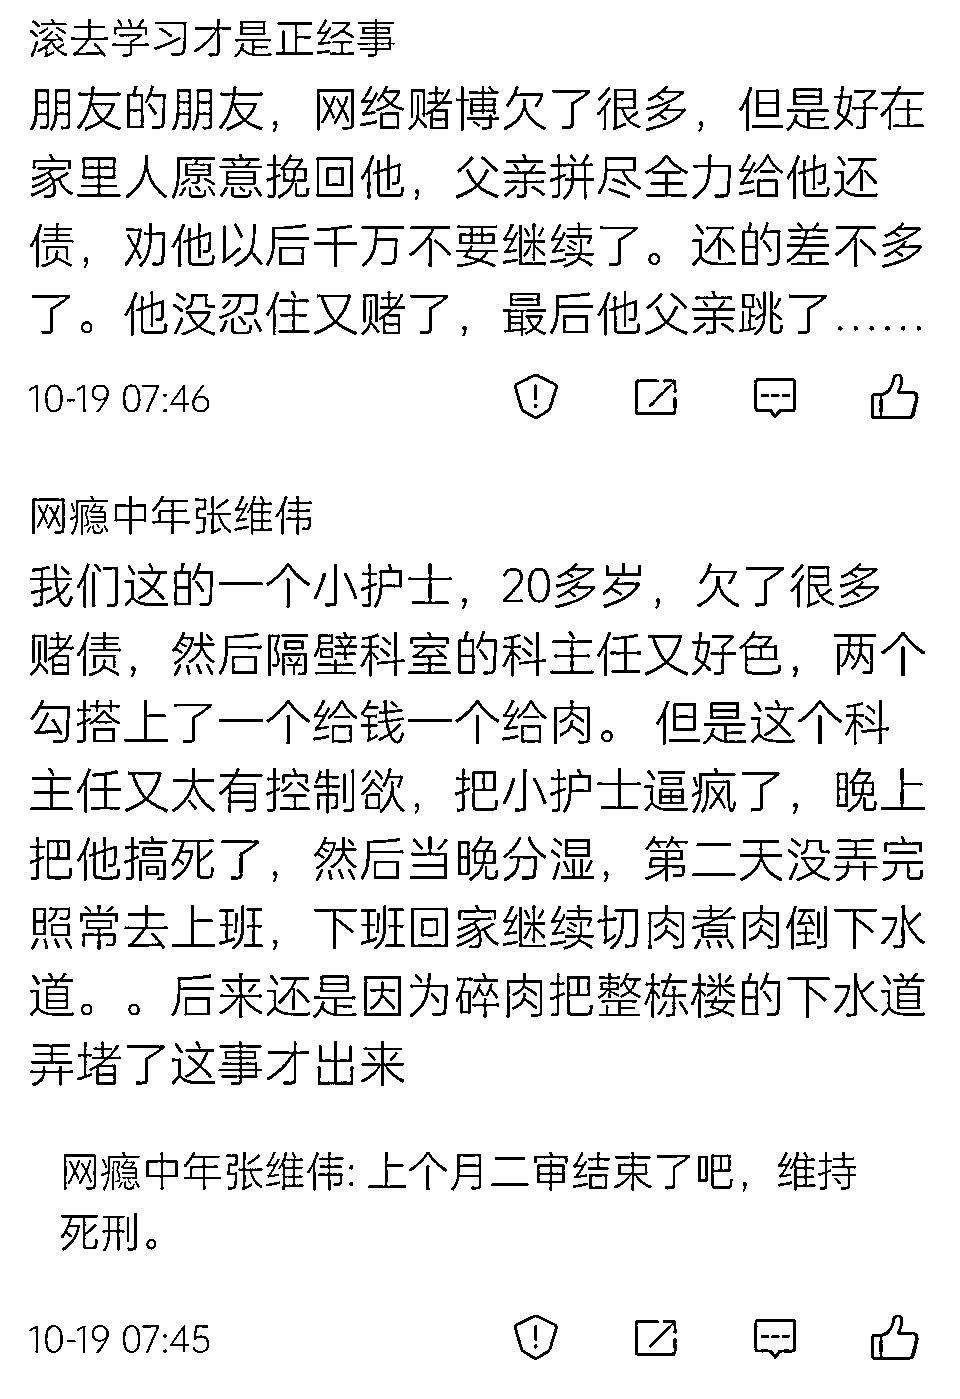 滚去学习才是正经事
朋友的朋友，网络赌博欠了很多，但是好在
家里人愿意挽回他，父亲拼尽全力给他还
债，劝他以后千万不要继续了。还的差不多
了。他没忍住又赌了，最后他父亲跳了……
10-19 07:46
网瘾中年张维伟
我们这的一个小护士，20多岁，欠了很多
赌债，然后隔壁科室的科主任又好色，两个
勾搭上了一个给钱一个给肉。 但是这个科
主任又太有控制欲，把小护士逼疯了，晚上
把他搞死了，然后当晚分湿，第二天没弄完
照常去上班，下班回家继续切肉煮肉倒下水
道。。后来还是因为碎肉把整栋楼的下水道
弄堵了这事才出来
网瘾中年张维伟: 上个月二审结束了吧，维持
死刑。
10-19 07:45